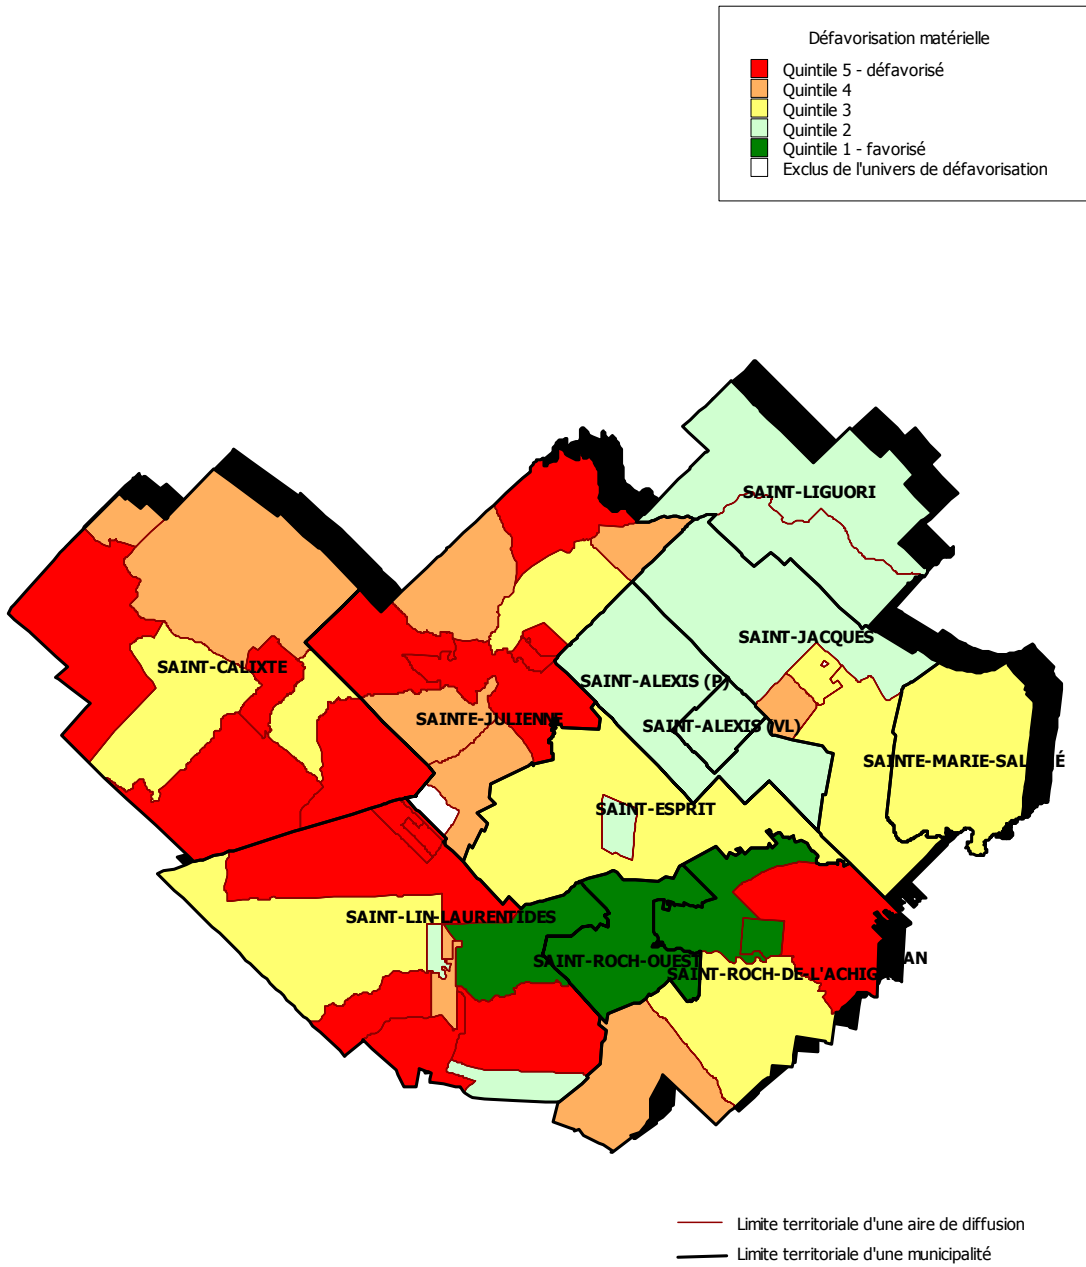 Défavorisation matérielle
Quintile 5 - défavorisé
Quintile 4
Quintile 3
Quintile 2
Quintile 1 - favorisé
Exclus de l'univers de défavorisation
SAINT-LIGUORI
SAINT-JACQUES
SAINT-CALIXTE
SAINT-ALEXIS (P)
SAINTE-JULIENNE
SAINT-ALEXIS (VL)
SAINTE-MARIE-SAL
É
SAINT-ESPRIT
SAINT-LIN-LAURENTIDES
SAINT-ROCH-OUEST
SAINT-ROCH-DE-L'ACHIGAN
Limite territoriale d'une aire de diffusion
Limite territoriale d'une municipalité